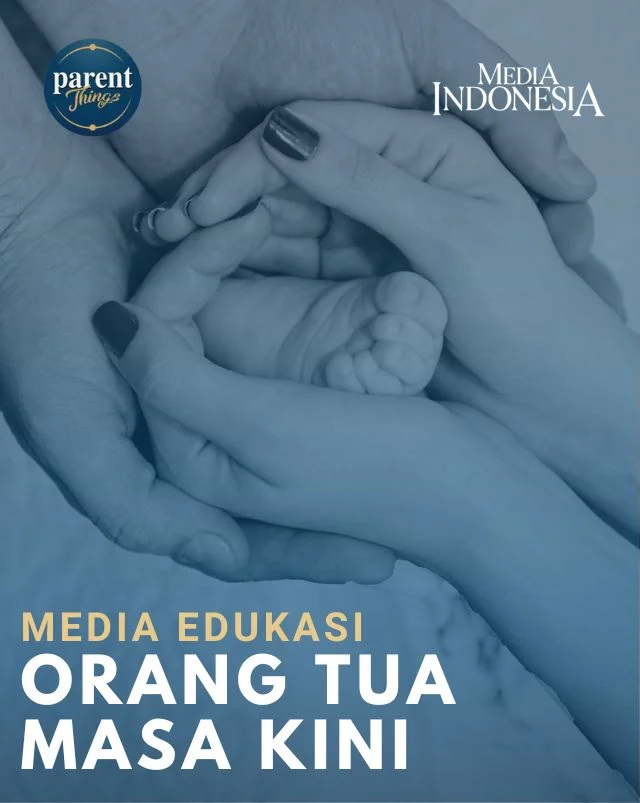 parent
Things
MEDIA
INDONESIA
MEDIA EDUKASI
ORANG TUA
MASA KINI